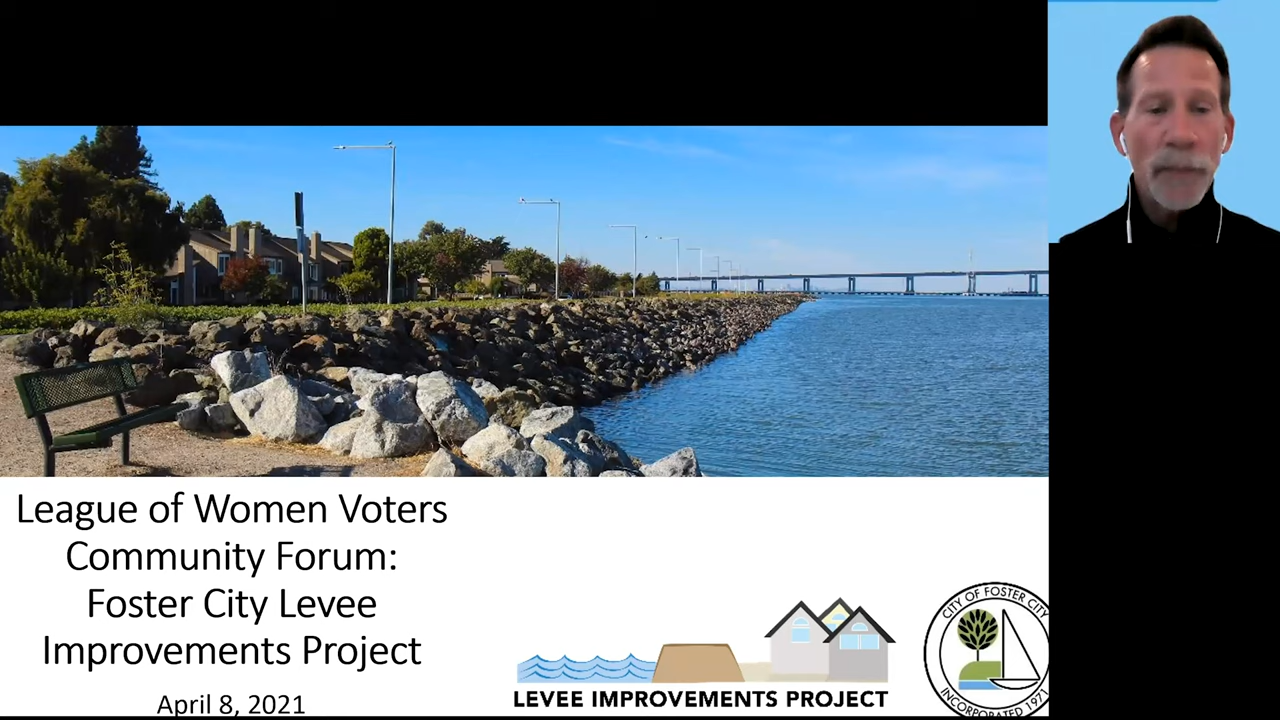 League of Women Voters
Community Forum:
Foster City Levee
Improvements Project
April 8, 2021
LEVEE IMPROVEMENTS PROJECT
CITY OF FOSTER CITY
INCORPORATED 1971